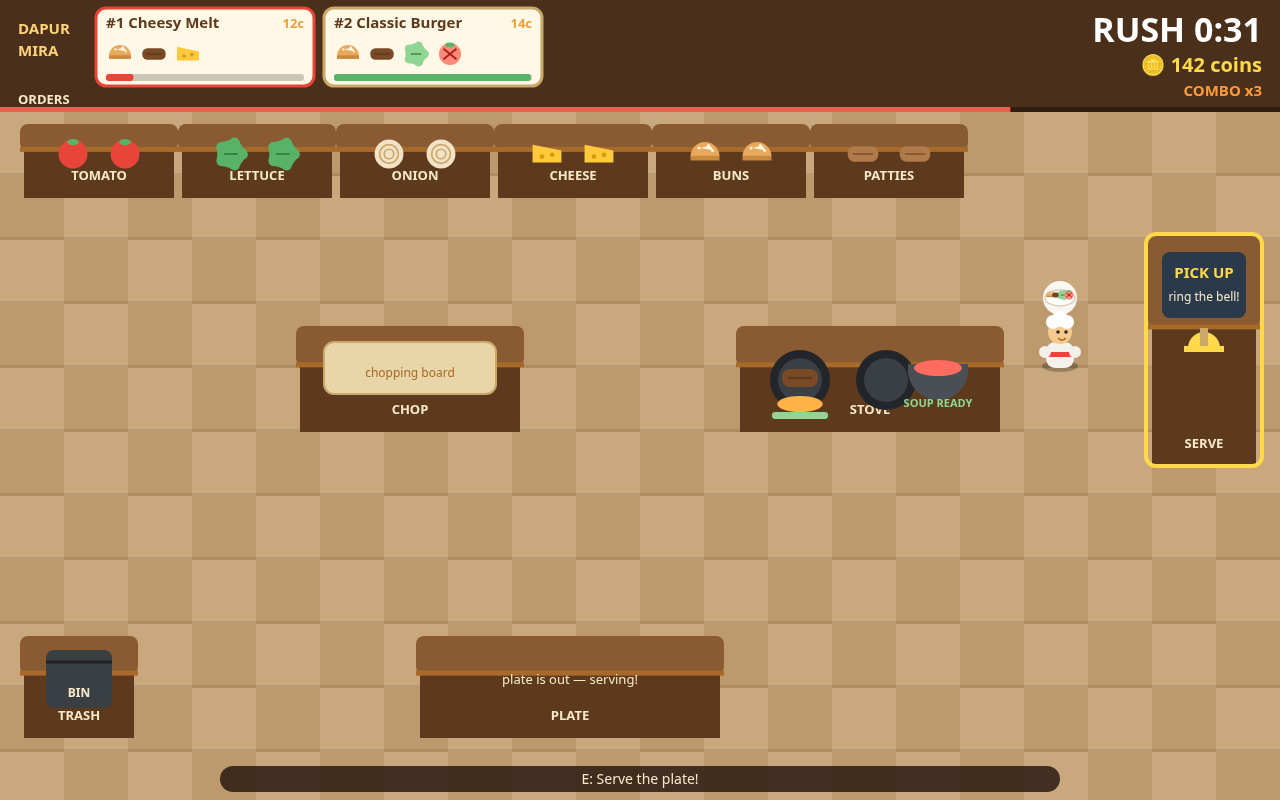 DAPUR
MIRA
ORDERS
#1 Cheesy Melt 12c
#2 Classic Burger 14c
RUSH 0:31
142 coins
COMBO x3
TOMATO
LETTUCE
ONION
CHEESE
BUNS
PATTIES
PICK UP
ring the bell!
SERVE
chopping board
CHOP
STOVE
SOUP READY
BIN
TRASH
plate is out — serving!
PLATE
E: Serve the plate!